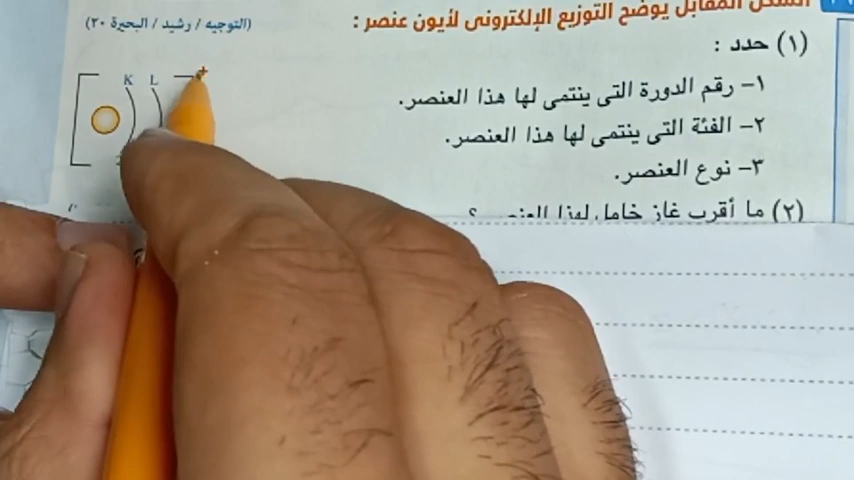 الشكل المقابل يوضح التوزيع الإلكترونى لأيون عنصر :
(التوجيه / رشيد / البحيرة ٢٠)
(١) حدد :
١- رقم الدورة التى ينتمى لها هذا العنصر.
٢- الفئة التى ينتمى لها هذا العنصر.
٣- نوع العنصر.
(٢) ما أقرب غاز خامل لهذا العنصر ؟
K L
+